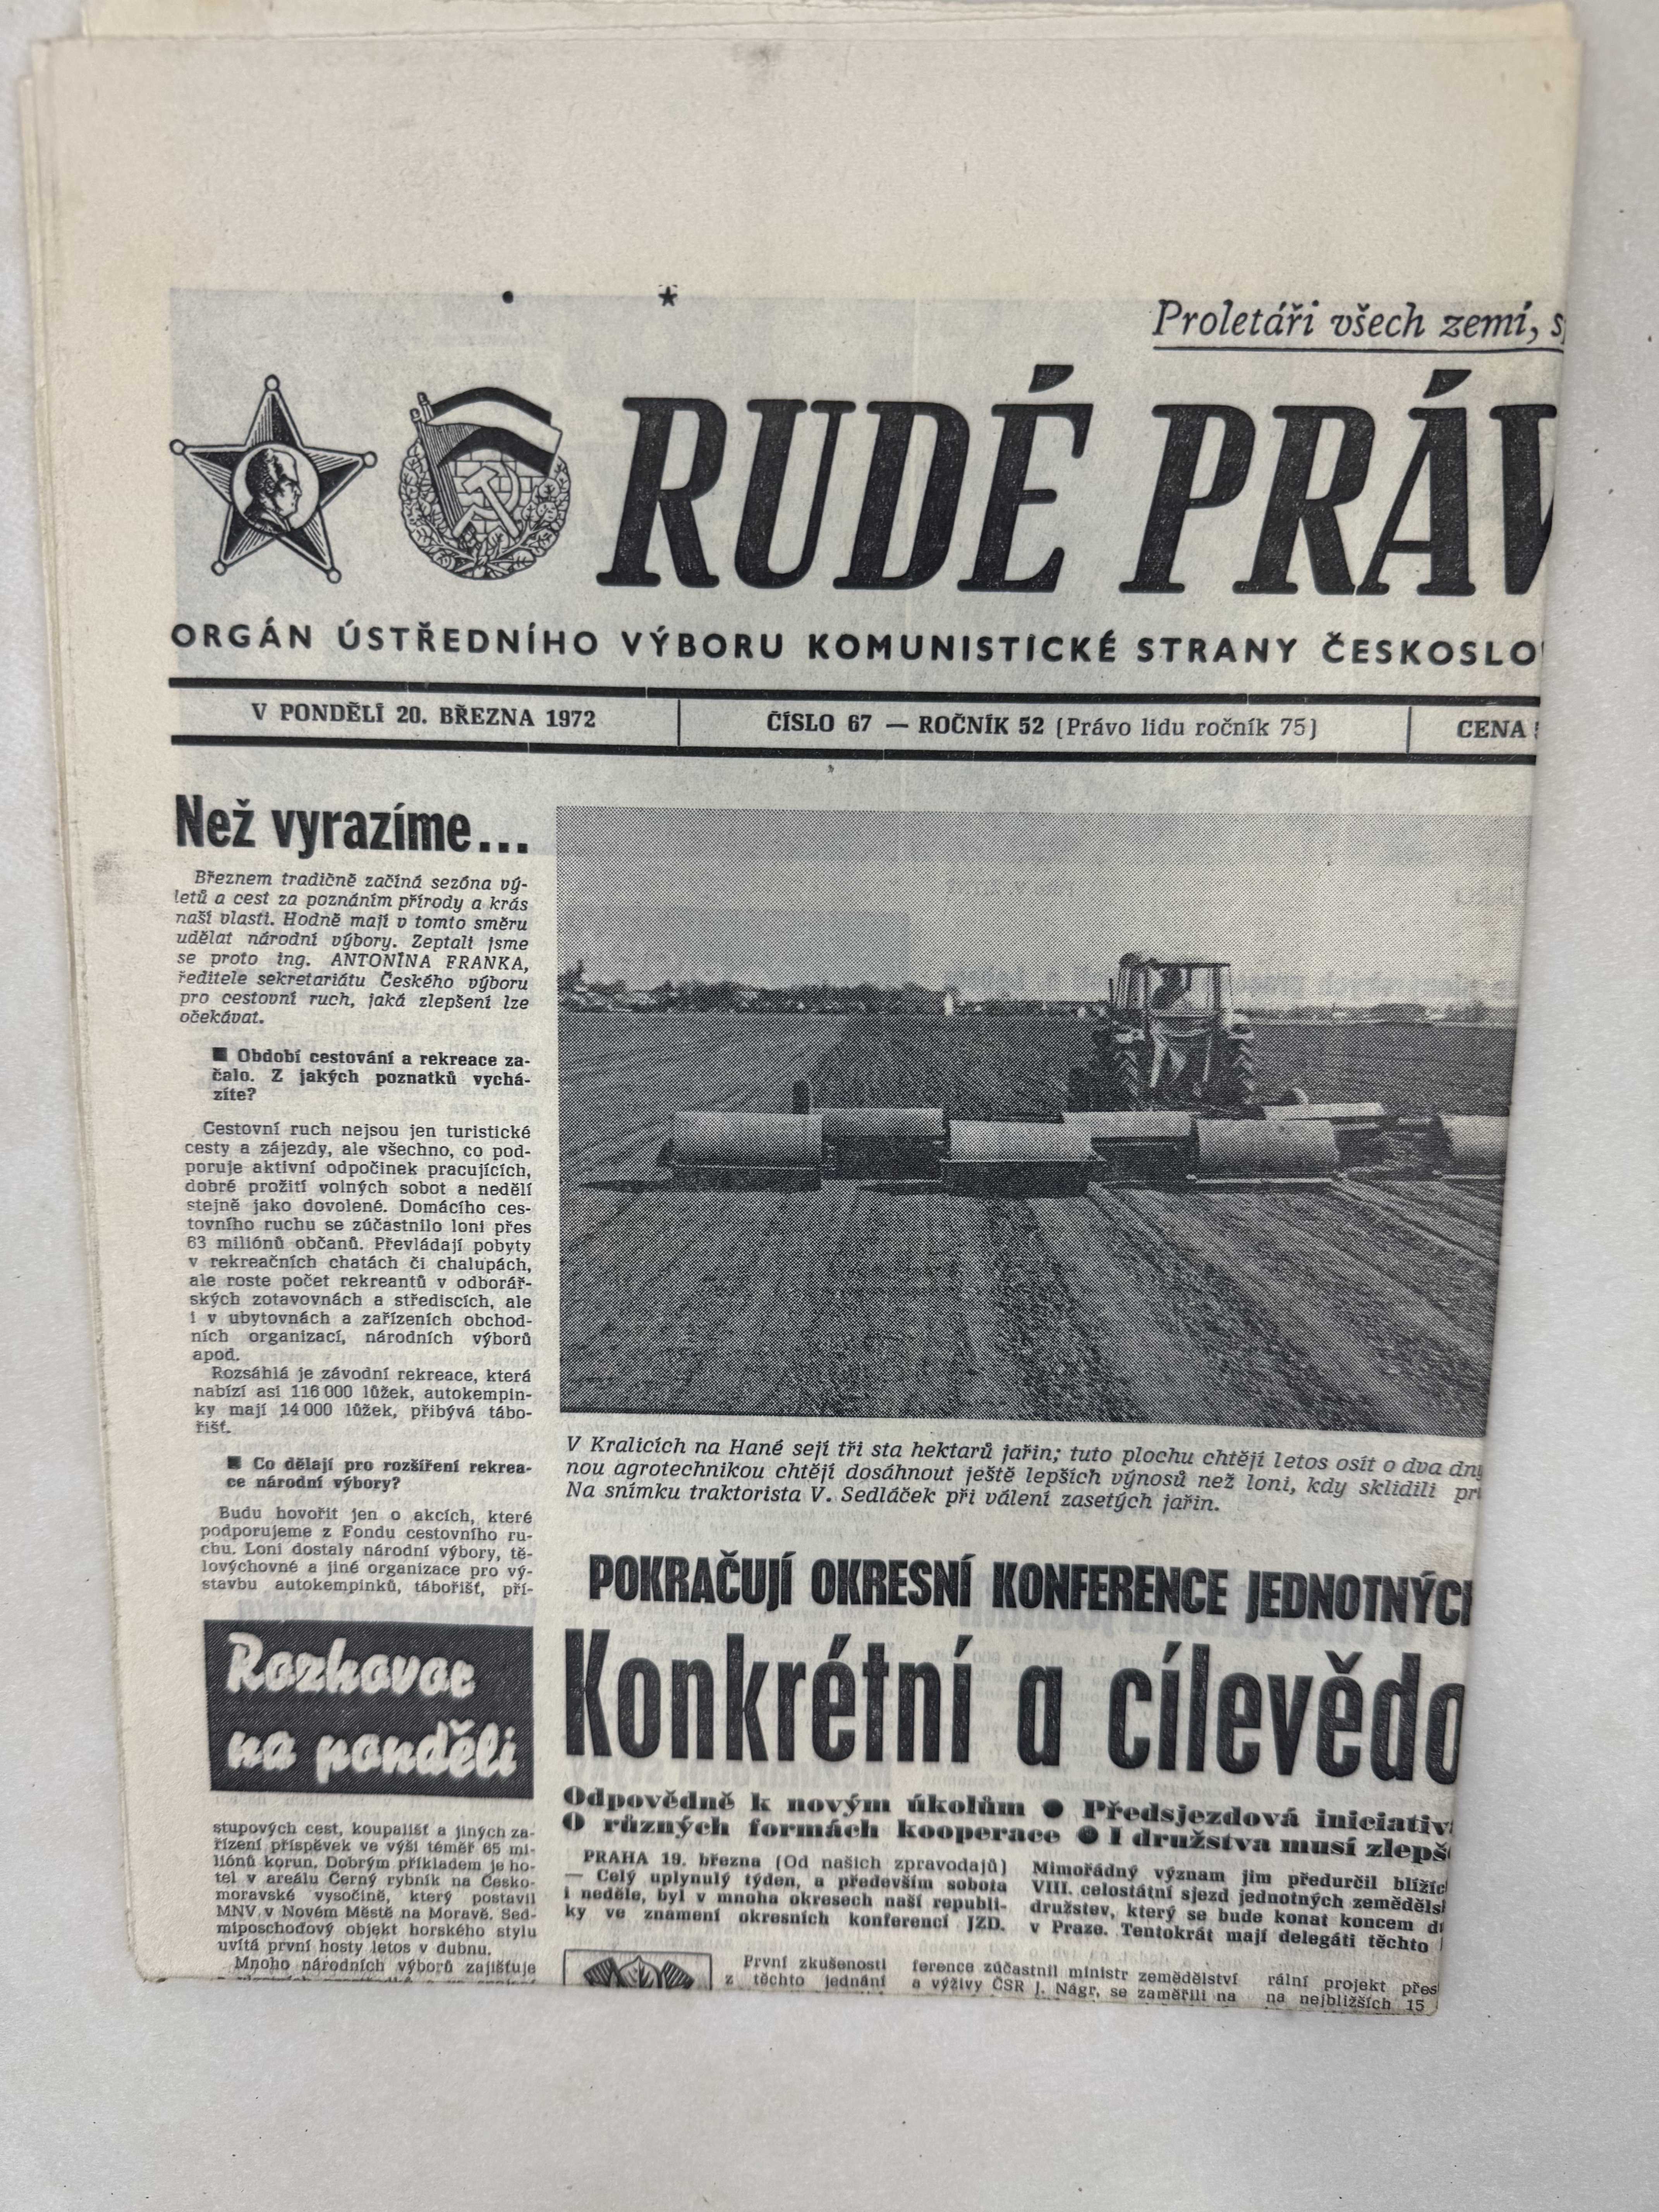 Proletáři všech zemí,
RUDÉ PRÁV
ORGÁN ÚSTŘEDNÍHO VÝBORU KOMUNISTICKÉ STRANY ČESKOSLO
V PONDĚLÍ 20. BŘEZNA 1972
ČÍSLO 67 — ROČNÍK 52 (Právo lidu ročník 75)
CENA
Než vyrazíme...
Březnem tradičně začíná sezóna vý-
letů a cest za poznáním přírody a krás
naší vlasti. Hodně mají v tomto směru
udělat národní výbory. Zeptali jsme
se proto ing. ANTONÍNA FRANKA,
ředitele sekretariátu Českého výboru
pro cestovní ruch, jaká zlepšení lze
očekávat.
■ Období cestování a rekreace za-
čalo. Z jakých poznatků vychá-
zíte?
Cestovní ruch nejsou jen turistické
cesty a zájezdy, ale všechno, co pod-
poruje aktivní odpočinek pracujících,
dobré prožití volných sobot a nedělí
stejně jako dovolené. Domácího ces-
tovního ruchu se zúčastnilo loni přes
63 miliónů občanů. Převládají pobyty
v rekreačních chatách či chalupách,
ale roste počet rekreantů v odborář-
ských zotavovnách a střediscích, ale
i v ubytovnách a zařízeních obchod-
ních organizací, národních výborů
apod.
Rozsáhlá je závodní rekreace, která
nabízí asi 116 000 lůžek, autokempin-
ky mají 14 000 lůžek, přibývá tábo-
řišť.
■ Co dělají pro rozšíření rekrea-
ce národní výbory?
Budu hovořit jen o akcích, které
podporujeme z Fondu cestovního ru-
chu. Loni dostaly národní výbory, tě-
lovýchovné a jiné organizace pro vý-
stavbu autokempinků, tábořišť, pří-
Rozhovor
na pondělí
stupových cest, koupališť a jiných za-
řízení příspěvek ve výši téměř 65 mi-
liónů korun. Dobrým příkladem je ho-
tel v areálu Černý rybník na Česko-
moravské vysočině, který postavil
MNV v Novém Městě na Moravě. Sed-
miposchoďový objekt horského stylu
uvítá první hosty letos v dubnu.
Mnoho národních výborů zajišťuje
V Kralicích na Hané sejí tři sta hektarů jařin; tuto plochu chtějí letos osít o dva
nou agrotechnikou chtějí dosáhnout ještě lepších výnosů než loni, kdy sklidili
Na snímku traktorista V. Sedláček při válení zasetých jařin.
POKRAČUJÍ OKRESNÍ KONFERENCE JEDNOTNÝC
Konkrétní a cílevědo
Odpovědně k novým úkolům ● Předsjezdová iniciativ
O různých formách kooperace ● I družstva musí zlepš
PRAHA 19. března (Od našich zpravodajů)
— Celý uplynulý týden, a především sobota
i neděle, byl v mnoha okresech naší republi-
ky ve znamení okresních konferencí JZD.
Mimořádný význam jim předurčil blížíc
VIII. celostátní sjezd jednotných zeměděls
družstev, který se bude konat koncem
v Praze. Tentokrát mají delegáti těchto
První zkušenosti
z těchto jednání
ference zúčastnil ministr zemědělství
a výživy ČSR J. Nágr, se zaměřili na
rální projekt přes
na nejbližších 15